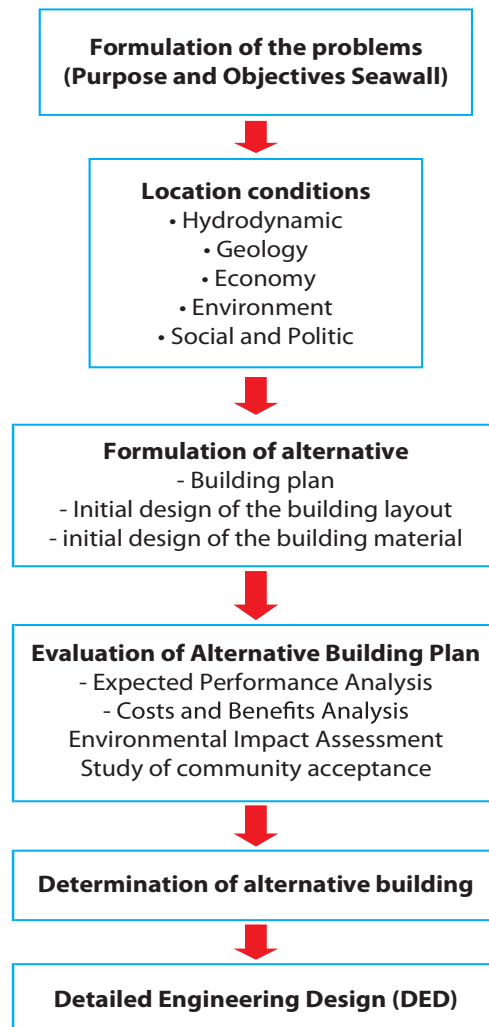 Formulation of the problems
(Purpose and Objectives Seawall)
Location conditions
• Hydrodynamic
• Geology
• Economy
• Environment
• Social and Politic
Formulation of alternative
- Building plan
- Initial design of the building layout
- initial design of the building material
Evaluation of Alternative Building Plan
- Expected Performance Analysis
- Costs and Benefits Analysis
Environmental Impact Assessment
Study of community acceptance
Determination of alternative building
Detailed Engineering Design (DED)